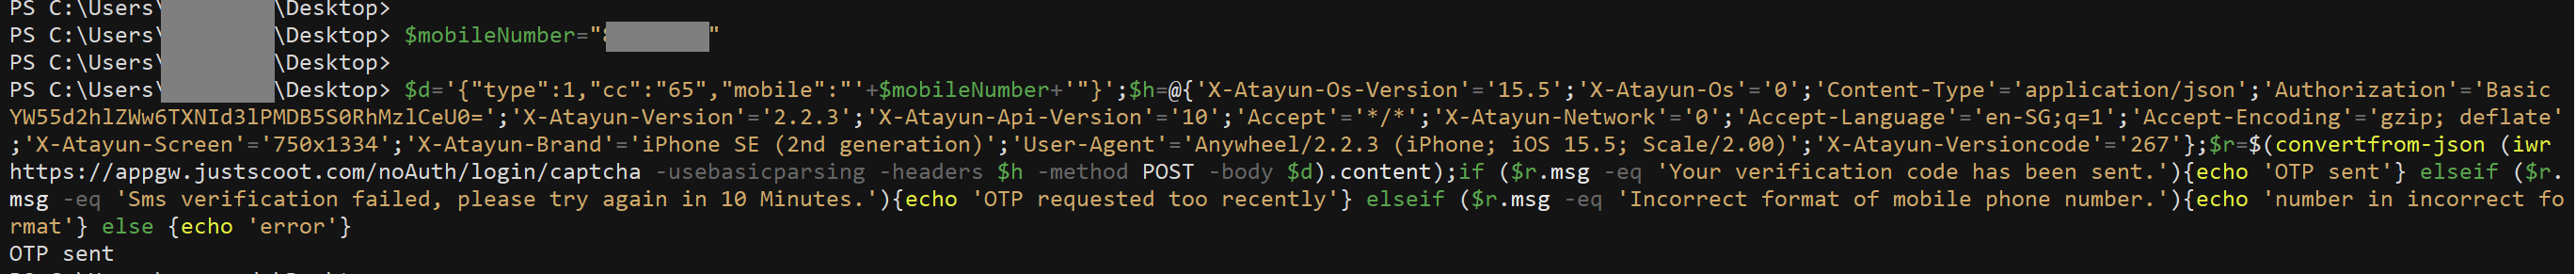 PS C:\Users\ \Desktop>
PS C:\Users\ \Desktop> $mobileNumber="8 "
PS C:\Users\ \Desktop>
PS C:\Users\ \Desktop> $d='{"type":1,"cc":"65","mobile":"'+$mobileNumber+'"}';$h=@{'X-Atayun-Os-Version'='15.5';'X-Atayun-Os'='0';'Content-Type'='application/json';'Authorization'='Basic
YW55d2hlZWw6TXNId3lPMDB5S0RhMzlCeU0=';'X-Atayun-Version'='2.2.3';'X-Atayun-Api-Version'='10';'Accept'='*/*';'X-Atayun-Network'='0';'Accept-Language'='en-SG;q=1';'Accept-Encoding'='gzip; deflate'
;'X-Atayun-Screen'='750x1334';'X-Atayun-Brand'='iPhone SE (2nd generation)';'User-Agent'='Anywheel/2.2.3 (iPhone; iOS 15.5; Scale/2.00)';'X-Atayun-Versioncode'='267'};$r=$(convertfrom-json (iwr
https://appgw.justscoot.com/noAuth/login/captcha -usebasicparsing -headers $h -method POST -body $d).content);if ($r.msg -eq 'Your verification code has been sent.'){echo 'OTP sent'} elseif ($r.
msg -eq 'Sms verification failed, please try again in 10 Minutes.'){echo 'OTP requested too recently'} elseif ($r.msg -eq 'Incorrect format of mobile phone number.'){echo 'number in incorrect fo
rmat'} else {echo 'error'}
OTP sent